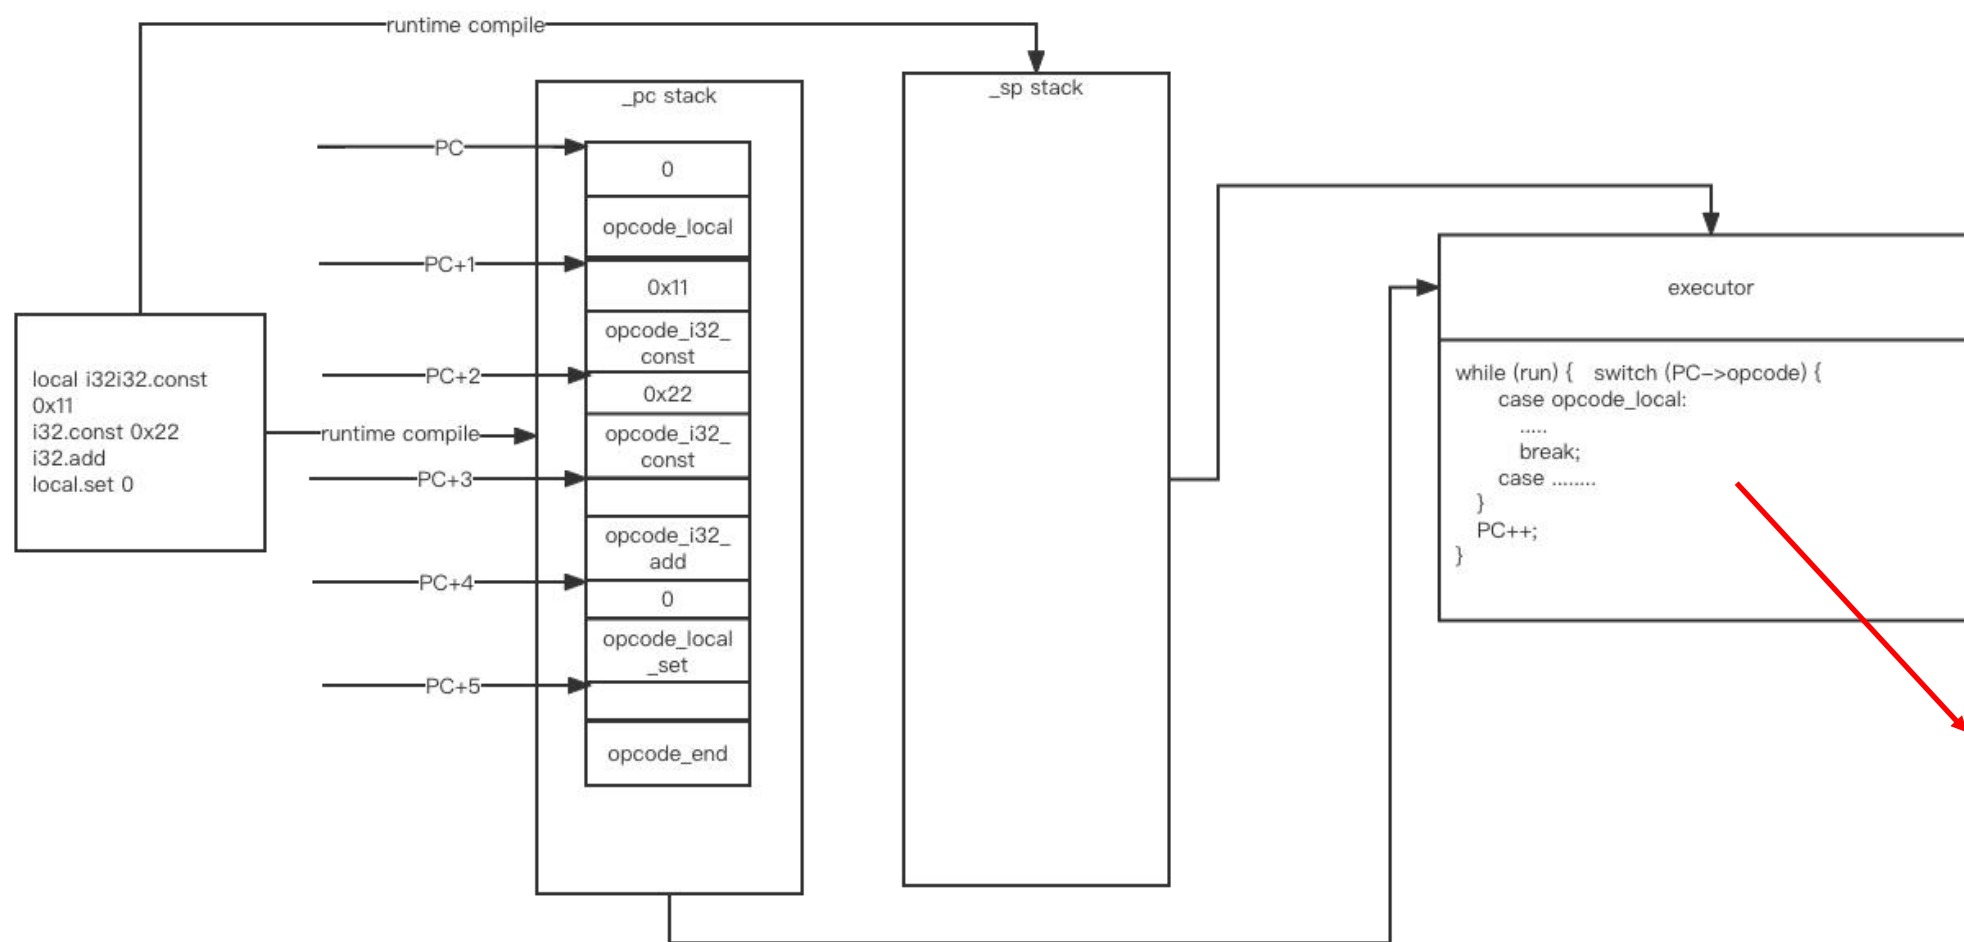 runtime compile
_pc stack
_sp stack
PC
0
opcode_local
PC+1
0x11
executor
opcode_i32_
const
PC+2
0x22
local i32i32.const
0x11
i32.const 0x22
i32.add
local.set 0
runtime compile
opcode_i32_
const
PC+3
opcode_i32_
add
PC+4
0
opcode_local
_set
PC+5
opcode_end
while (run) { switch (PC->opcode) {
case opcode_local:
.....
break;
case ........
}
PC++;
}